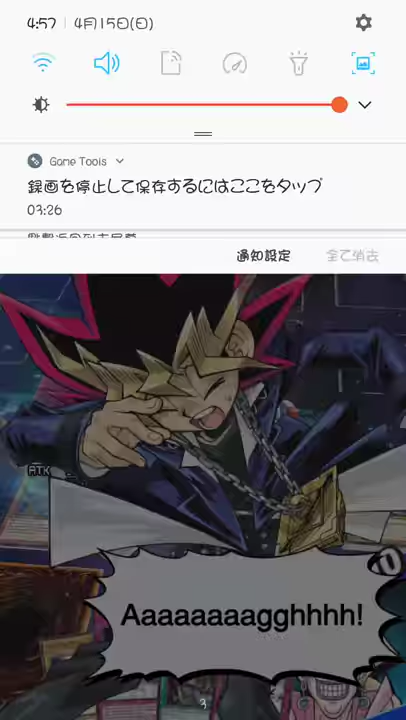 4:57 | 4月15日(日)
Game Tools
録画を停止して保存するにはここをタップ
03:26
通知設定 全て消去
ATK
Aaaaaaaagghhhh!
3